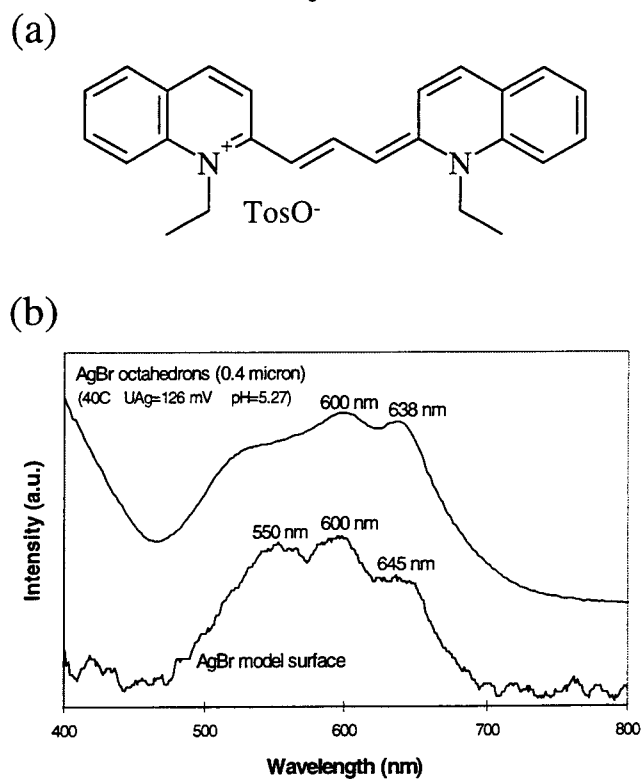 (a)
N+
N
TosO-
(b)
AgBr octahedrons (0.4 micron)
(40C UAg=126 mV pH=5.27)
600 nm
638 nm
550 nm
600 nm
645 nm
AgBr model surface
Intensity (a.u.)
400
500
600
700
800
Wavelength (nm)